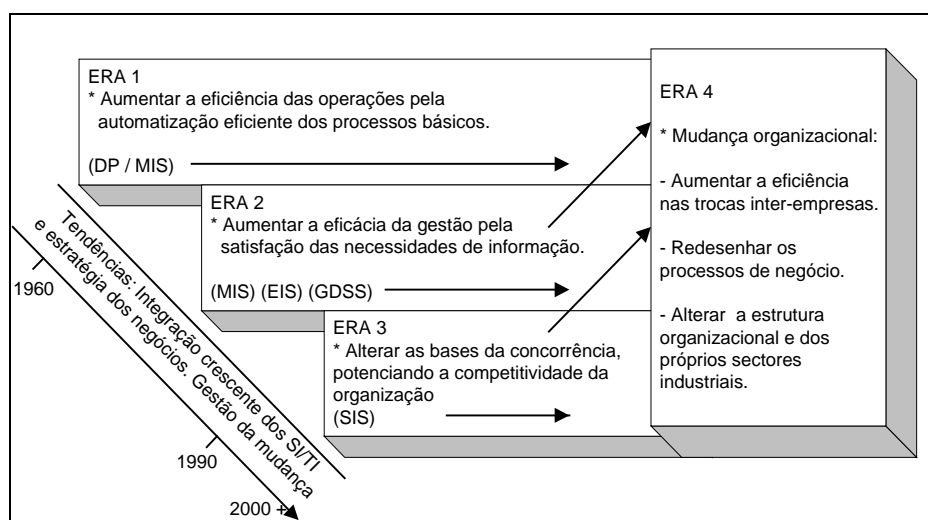 ERA 1
* Aumentar a eficiência das operações pela
automatização eficiente dos processos básicos.
(DP / MIS)
ERA 2
* Aumentar a eficácia da gestão pela
satisfação das necessidades de informação.
(MIS) (EIS) (GDSS)
ERA 3
* Alterar as bases da concorrência,
potenciando a competitividade da
organização
(SIS)
ERA 4
* Mudança organizacional:
- Aumentar a eficiência
nas trocas inter-empresas.
- Redesenhar os
processos de negócio.
- Alterar a estrutura
organizacional e dos
próprios sectores
industriais.
Tendências: Integração crescente dos SI/TI
e estratégia dos negócios. Gestão da mudança
1960
1990
2000 +